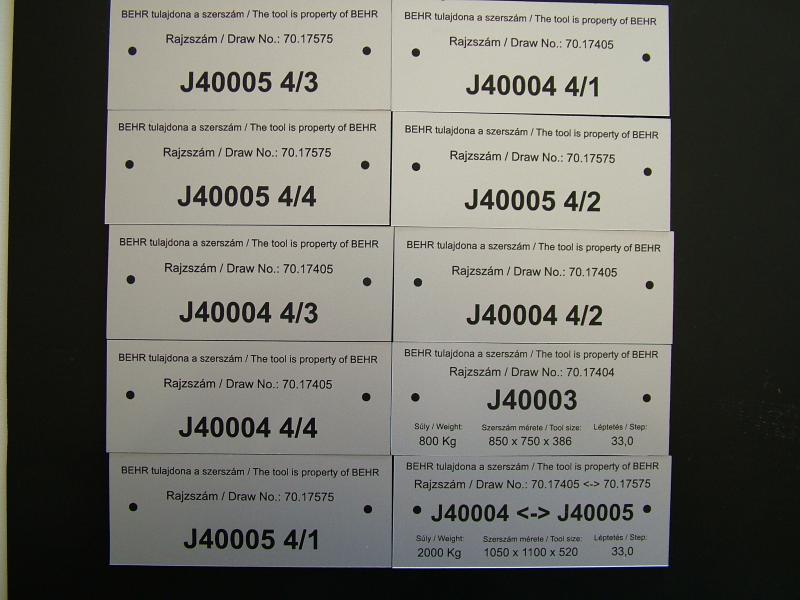 BEHR tulajdona a szerszám / The tool is property of BEHR
Rajzszám / Draw No.: 70.17575
J40005 4/3
BEHR tulajdona a szerszám / The tool is property of BEHR
Rajzszám / Draw No.: 70.17405
J40004 4/1
BEHR tulajdona a szerszám / The tool is property of BEHR
Rajzszám / Draw No.: 70.17575
J40005 4/4
BEHR tulajdona a szerszám / The tool is property of BEHR
Rajzszám / Draw No.: 70.17575
J40005 4/2
BEHR tulajdona a szerszám / The tool is property of BEHR
Rajzszám / Draw No.: 70.17405
J40004 4/3
BEHR tulajdona a szerszám / The tool is property of BEHR
Rajzszám / Draw No.: 70.17405
J40004 4/2
BEHR tulajdona a szerszám / The tool is property of BEHR
Rajzszám / Draw No.: 70.17405
J40004 4/4
BEHR tulajdona a szerszám / The tool is property of BEHR
Rajzszám / Draw No.: 70.17404
J40003
Súly / Weight: Szerszám mérete / Tool size: Léptetés / Step:
800 Kg 850 x 750 x 386 33,0
BEHR tulajdona a szerszám / The tool is property of BEHR
Rajzszám / Draw No.: 70.17575
J40005 4/1
BEHR tulajdona a szerszám / The tool is property of BEHR
Rajzszám / Draw No.: 70.17405 <-> 70.17575
J40004 <-> J40005
Súly / Weight: Szerszám mérete / Tool size: Léptetés / Step:
2000 Kg 1050 x 1100 x 520 33,0